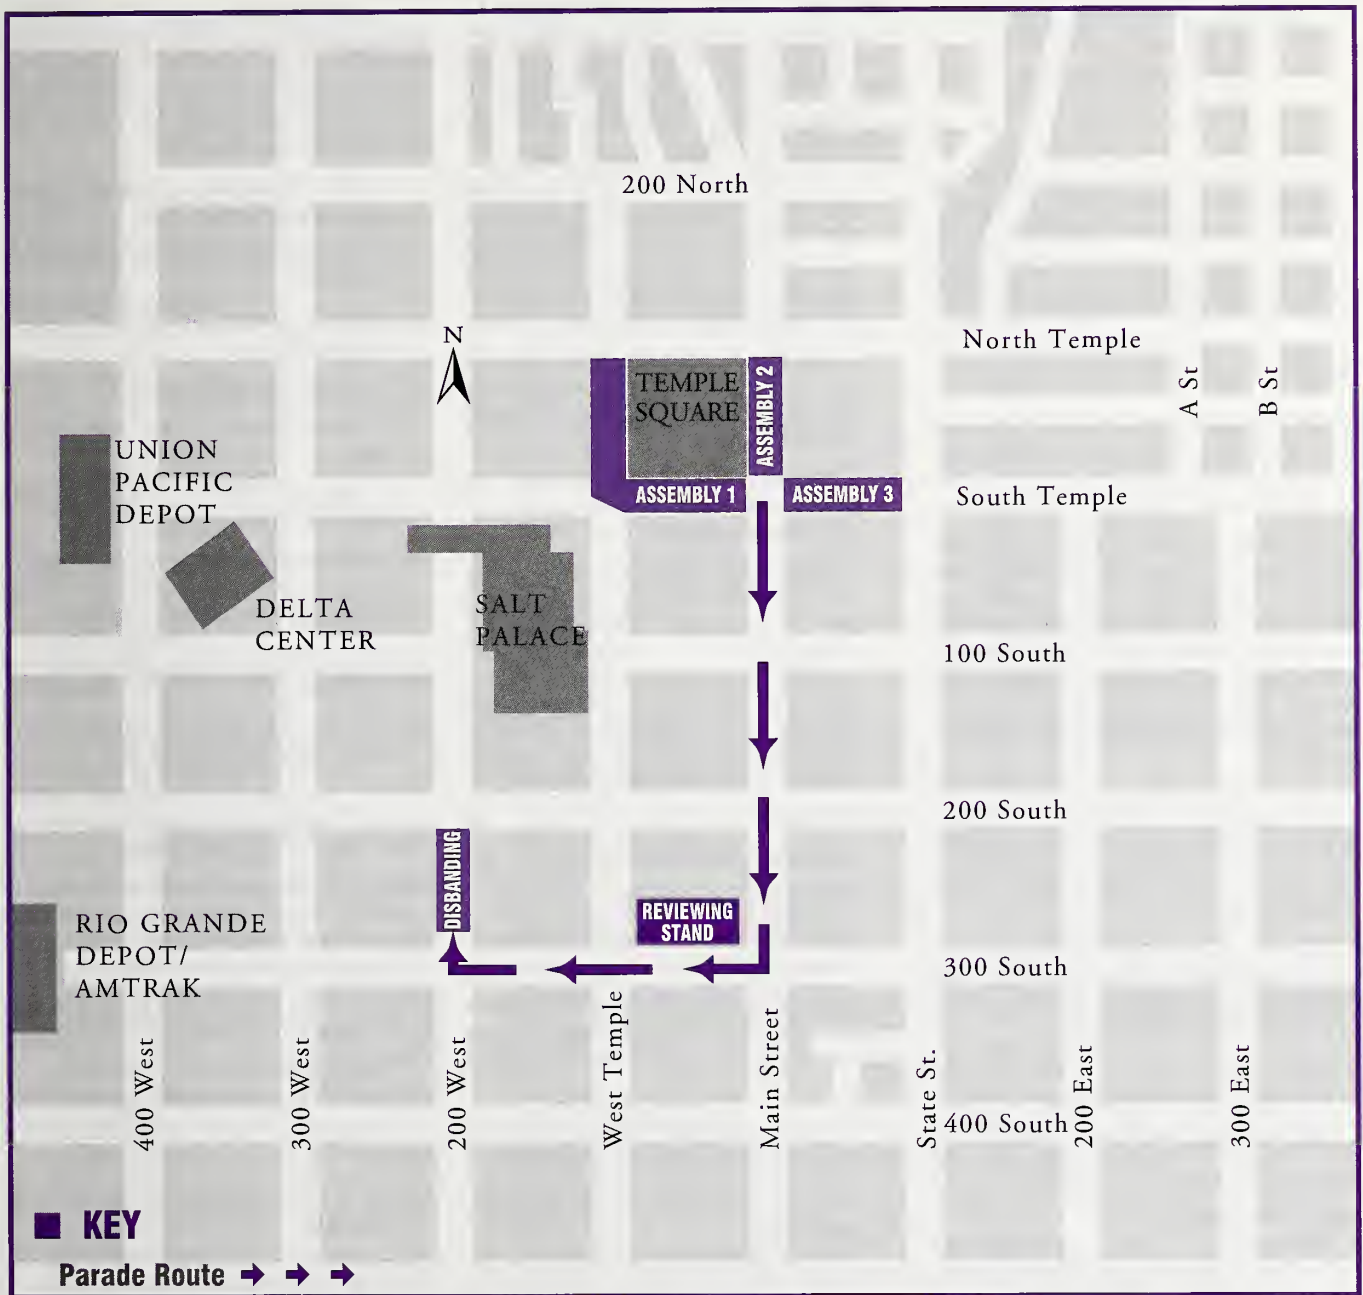 200 North
N
North Temple
TEMPLE
SQUARE
ASSEMBLY 2
A St
B St
UNION
PACIFIC
DEPOT
ASSEMBLY 1
ASSEMBLY 3
South Temple
DELTA
CENTER
SALT
PALACE
100 South
200 South
DISBANDING
REVIEWING
STAND
RIO GRANDE
DEPOT/
AMTRAK
300 South
400 West
300 West
200 West
West Temple
Main Street
State St.
400 South
200 East
300 East
KEY
Parade Route